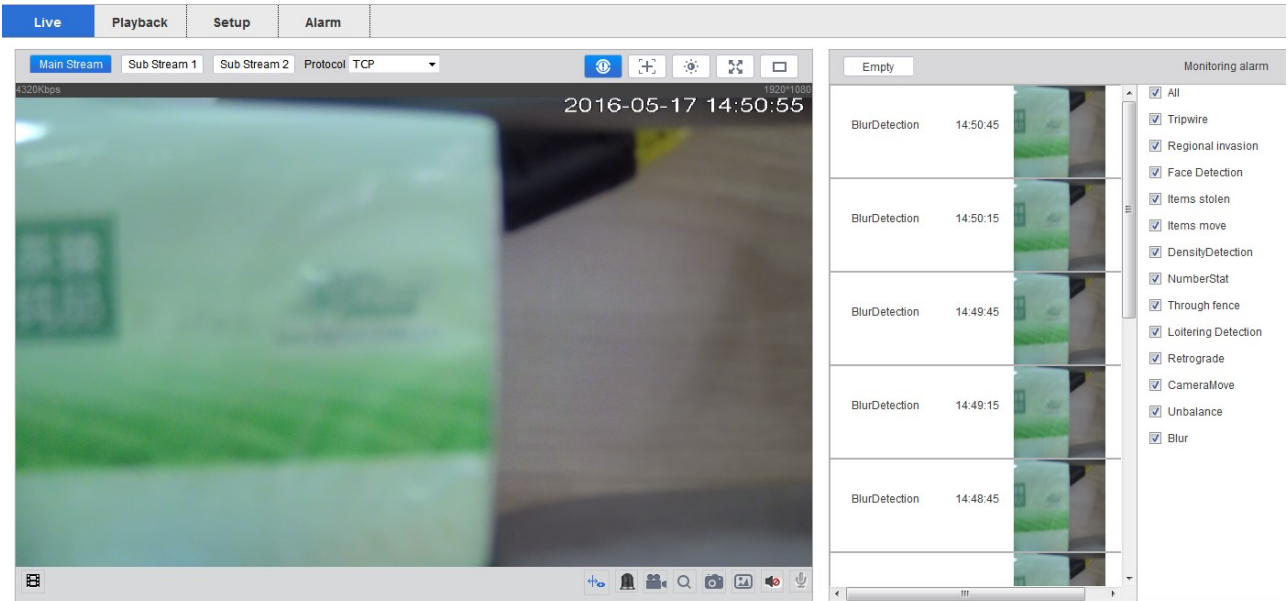 Live Playback Setup Alarm
Main Stream Sub Stream 1 Sub Stream 2 Protocol TCP
4320Kbps 1920*1080
2016-05-17 14:50:55
Empty Monitoring alarm
BlurDetection 14:50:45
BlurDetection 14:50:15
BlurDetection 14:49:45
BlurDetection 14:49:15
BlurDetection 14:48:45
All
Tripwire
Regional invasion
Face Detection
Items stolen
Items move
DensityDetection
NumberStat
Through fence
Loitering Detection
Retrograde
CameraMove
Unbalance
Blur